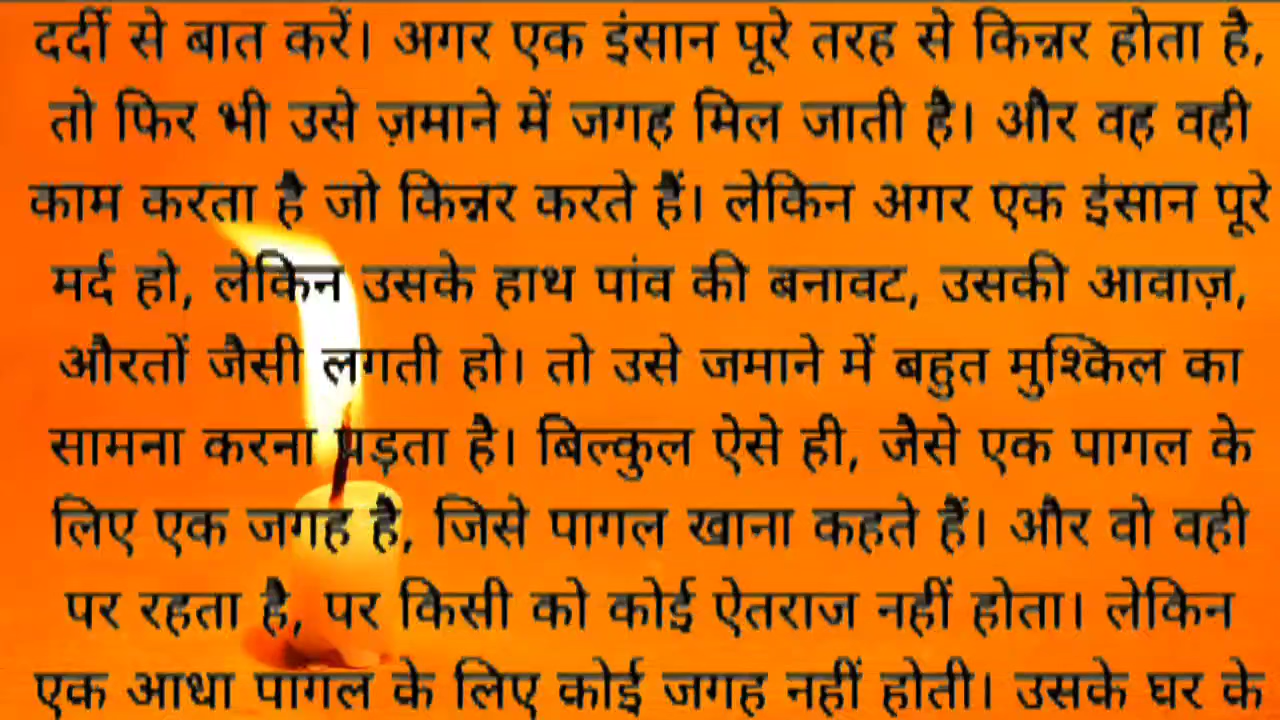 दर्दी से बात करें। अगर एक इंसान पूरे तरह से किन्नर होता है,
तो फिर भी उसे ज़माने में जगह मिल जाती है। और वह वही
काम करता है जो किन्नर करते हैं। लेकिन अगर एक इंसान पूरे
मर्द हो, लेकिन उसके हाथ पांव की बनावट, उसकी आवाज़,
औरतों जैसी लगती हो। तो उसे जमाने में बहुत मुश्किल का
सामना करना पड़ता है। बिल्कुल ऐसे ही, जैसे एक पागल के
लिए एक जगह है, जिसे पागल खाना कहते हैं। और वो वही
पर रहता है, पर किसी को कोई ऐतराज नहीं होता। लेकिन
एक आधा पागल के लिए कोई जगह नहीं होती। उसके घर के